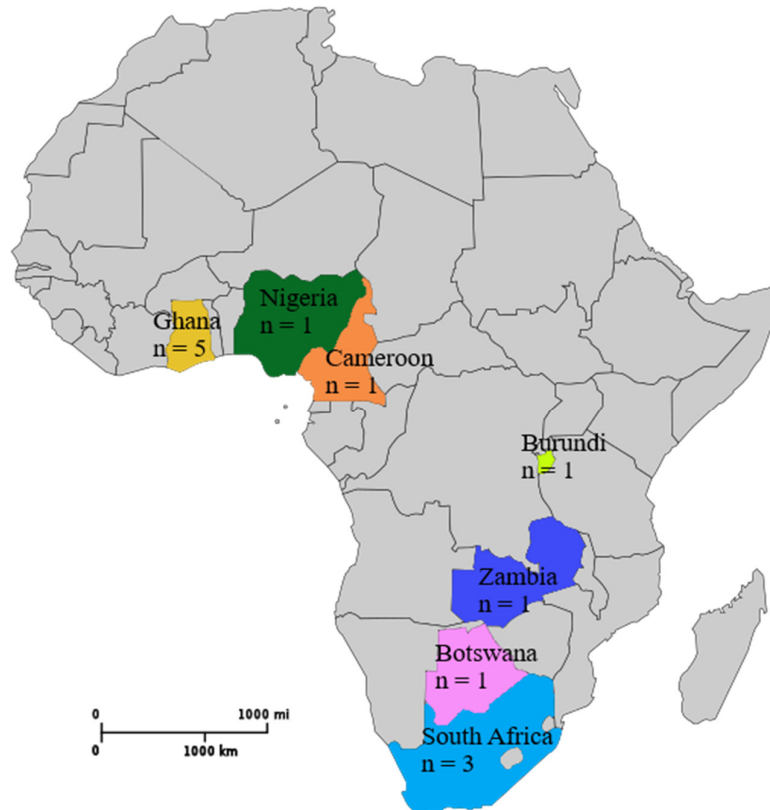 Nigeria
n = 1
Ghana
n = 5
Cameroon
n = 1
Burundi
n = 1
Zambia
n = 1
Botswana
n = 1
0 1000 mi
0 1000 km
South Africa
n = 3